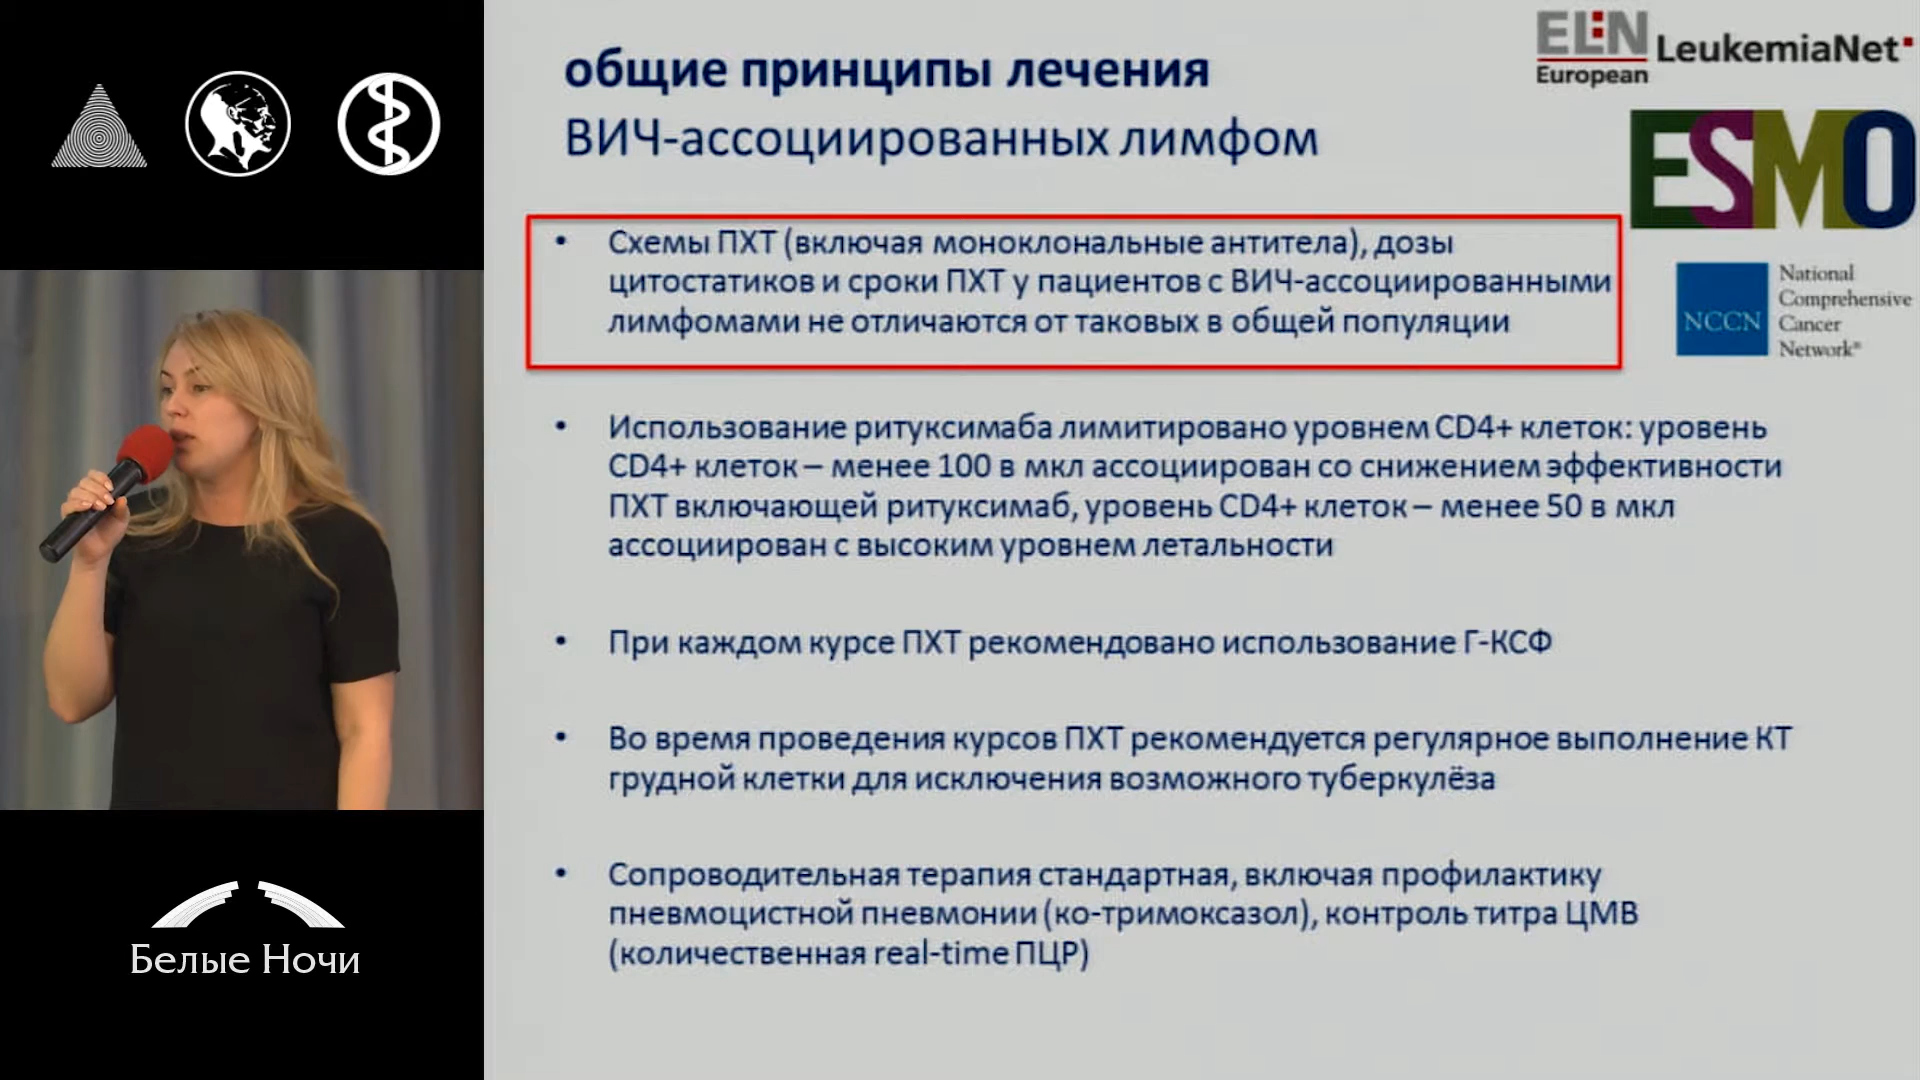 общие принципы лечения
ВИЧ-ассоциированных лимфом
ELN
European
LeukemiaNet
ESMO
NCCN
National
Comprehensive
Cancer
Network®
• Схемы ПХТ (включая моноклональные антитела), дозы
цитостатиков и сроки ПХТ у пациентов с ВИЧ-ассоциированными
лимфомами не отличаются от таковых в общей популяции
• Использование ритуксимаба лимитировано уровнем CD4+ клеток: уровень
CD4+ клеток – менее 100 в мкл ассоциирован со снижением эффективности
ПХТ включающей ритуксимаб, уровень CD4+ клеток – менее 50 в мкл
ассоциирован с высоким уровнем летальности
• При каждом курсе ПХТ рекомендовано использование Г-КСФ
• Во время проведения курсов ПХТ рекомендуется регулярное выполнение КТ
грудной клетки для исключения возможного туберкулёза
• Сопроводительная терапия стандартная, включая профилактику
пневмоцистной пневмонии (ко-тримоксазол), контроль титра ЦМВ
(количественная real-time ПЦР)
Белые Ночи